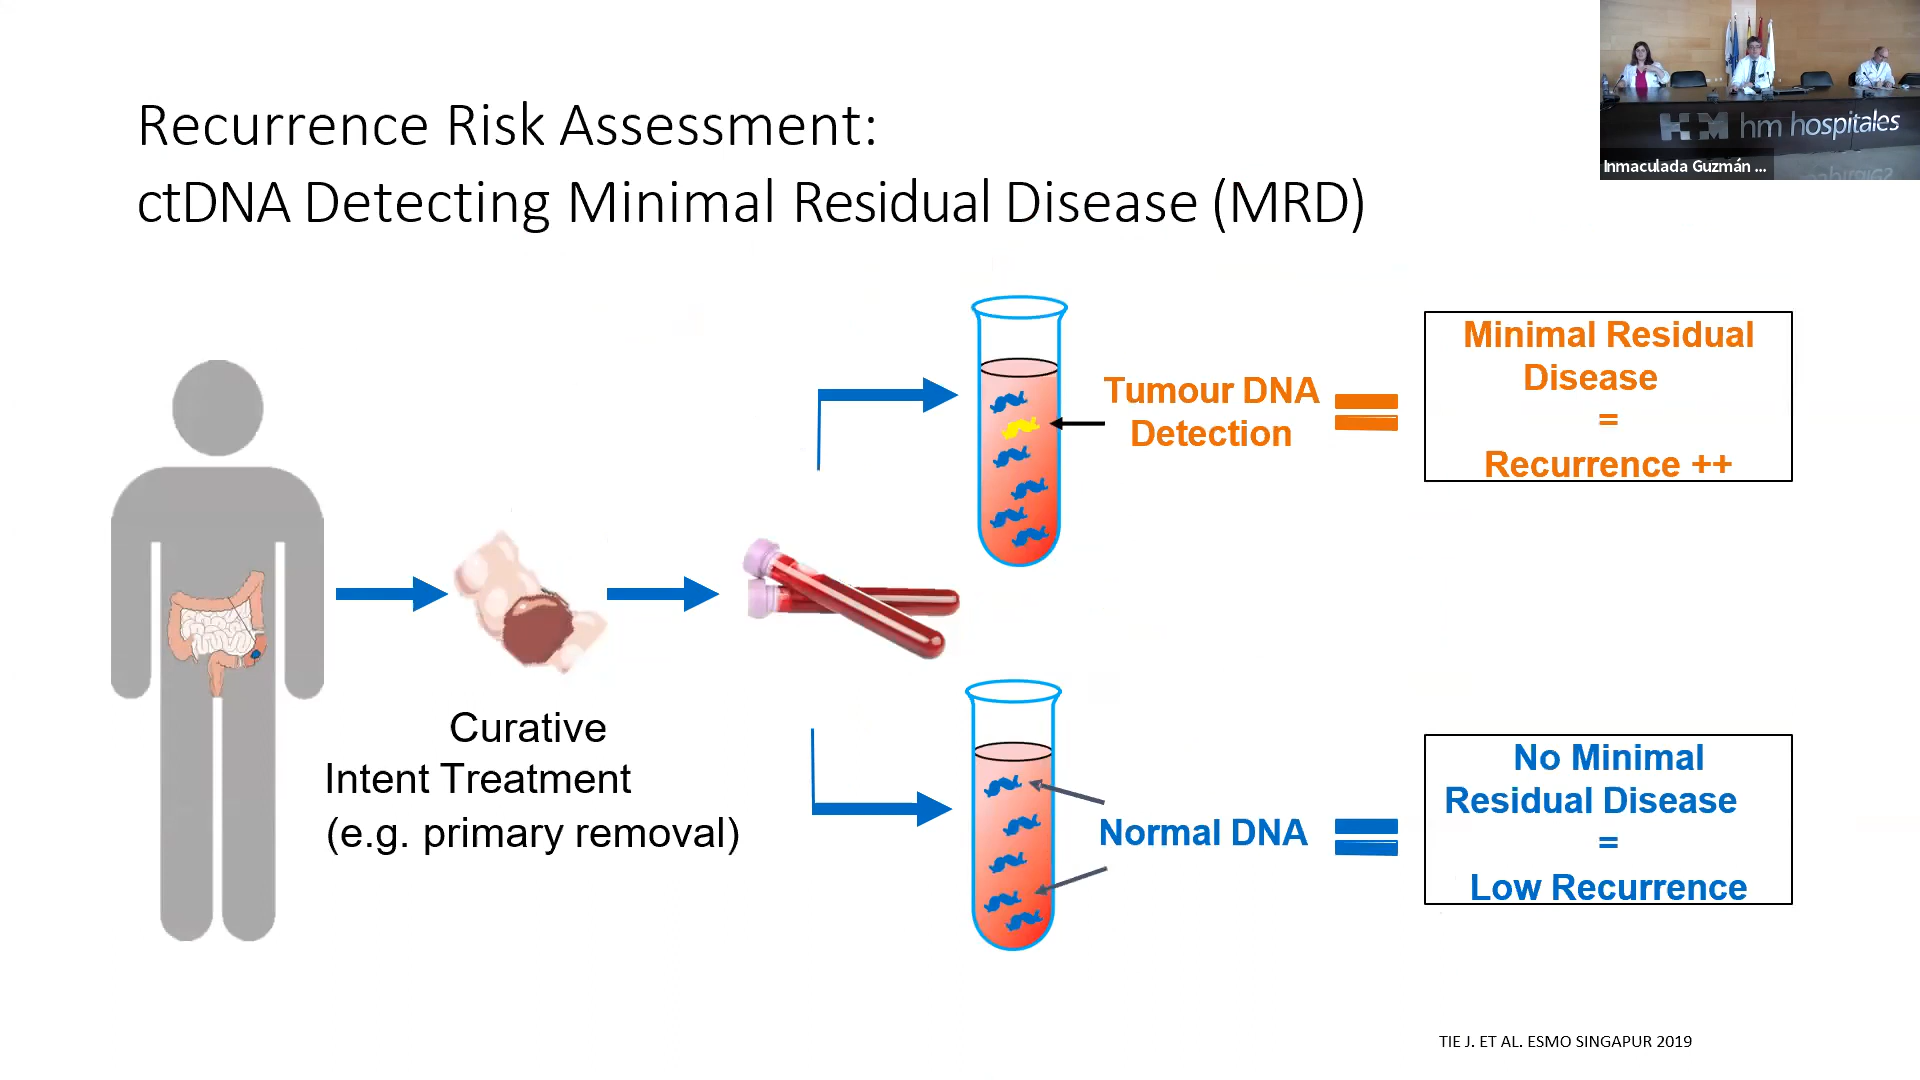 Recurrence Risk Assessment:
ctDNA Detecting Minimal Residual Disease (MRD)
hm hospitales
Inmaculada Guzmán ...
Tumour DNA
Detection
Minimal Residual
Disease
=
Recurrence ++
Curative
Intent Treatment
(e.g. primary removal)
Normal DNA
No Minimal
Residual Disease
=
Low Recurrence
TIE J. ET AL. ESMO SINGAPUR 2019